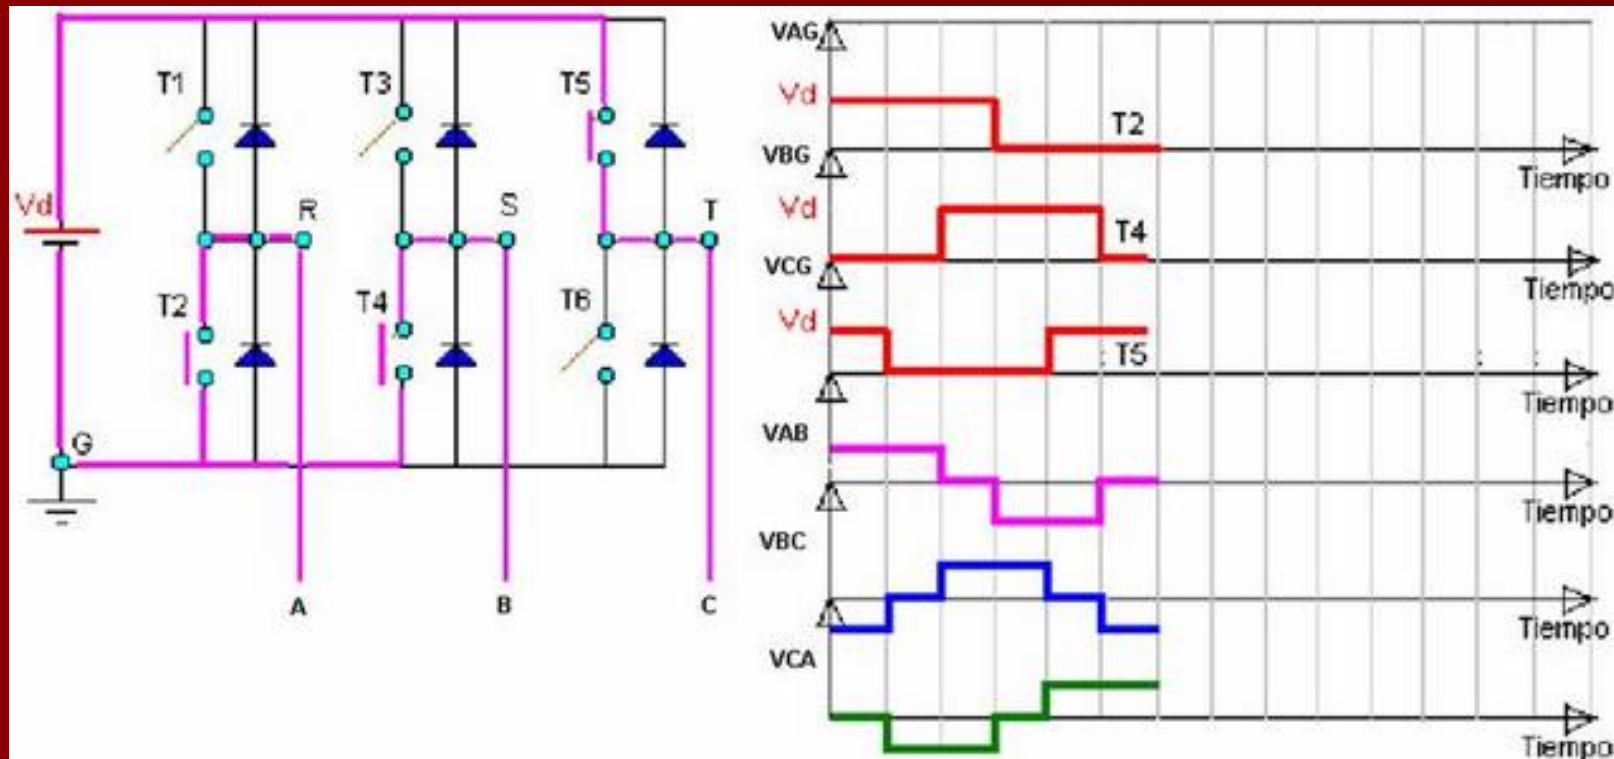 T1
T3
T5
Vd
R
S
T
T2
T4
T6
G
A
B
C
VAG
Vd
T2
VBG
Tiempo
Vd
T4
VCG
Tiempo
Vd
T5
Tiempo
VAB
Tiempo
VBC
Tiempo
VCA
Tiempo